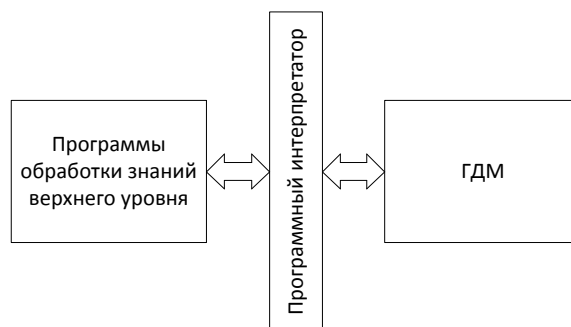 Программы
обработки знаний
верхнего уровня
Программный интерпретатор
ГДМ